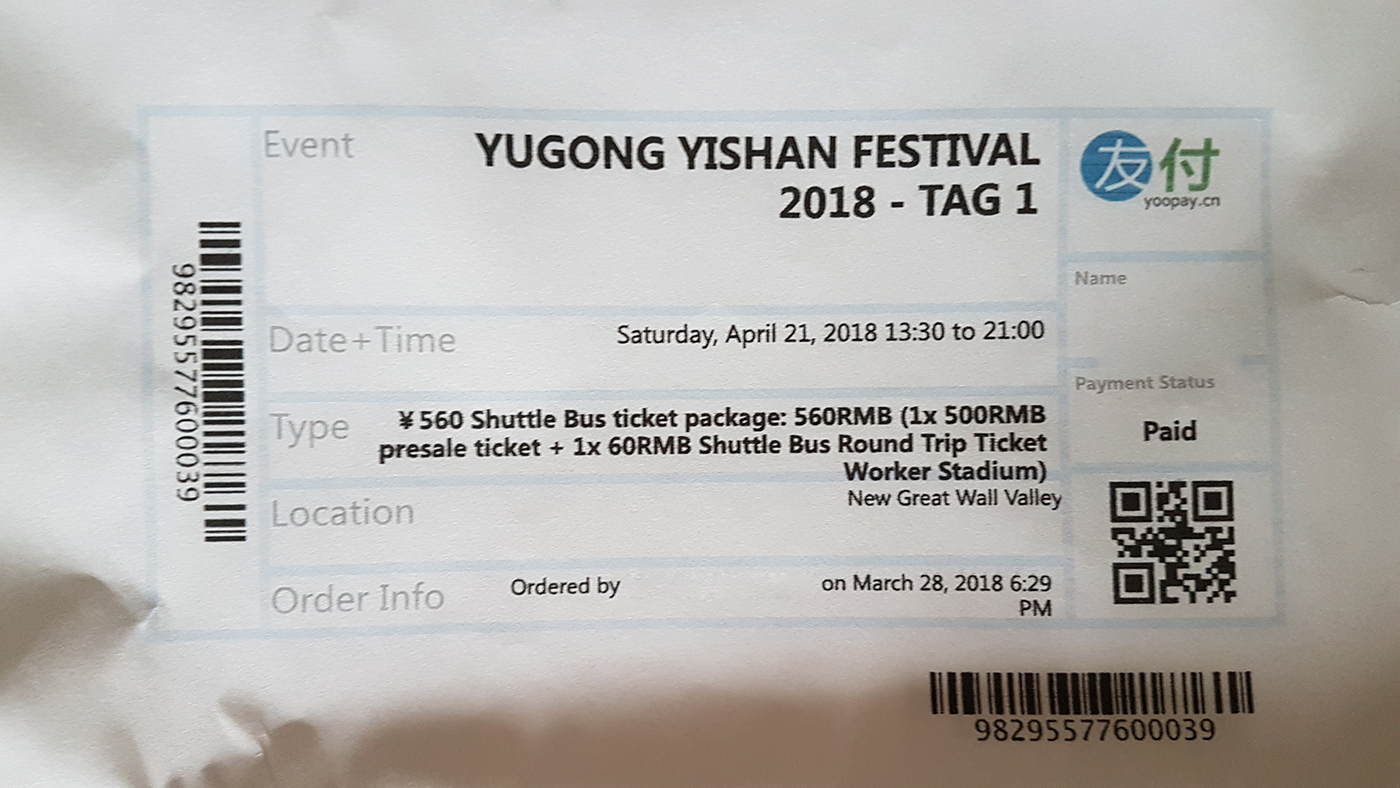 Event
YUGONG YISHAN FESTIVAL
2018 - TAG 1
友付
yoopay.cn
98295577600039
Date+Time
Saturday, April 21, 2018 13:30 to 21:00
Name
Type
¥560 Shuttle Bus ticket package: 560RMB (1x 500RMB
presale ticket + 1x 60RMB Shuttle Bus Round Trip Ticket
Worker Stadium)
Payment Status
Paid
Location
New Great Wall Valley
Order Info
Ordered by
on March 28, 2018 6:29
PM
98295577600039